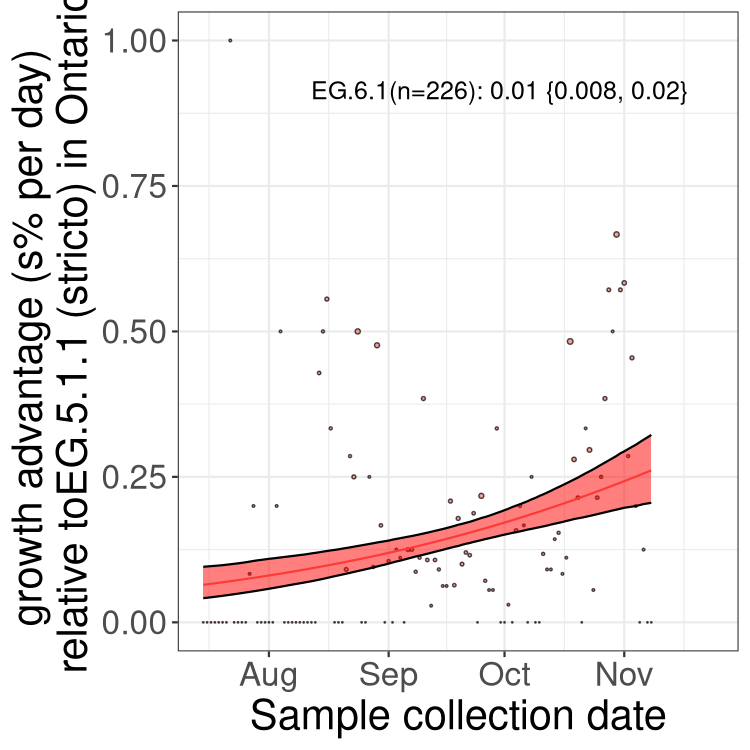 growth advantage (s% per day)
relative toEG.5.1.1 (stricto) in Ontario
1.00
0.75
0.50
0.25
0.00
EG.6.1(n=226): 0.01 {0.008, 0.02}
Aug Sep Oct Nov
Sample collection date